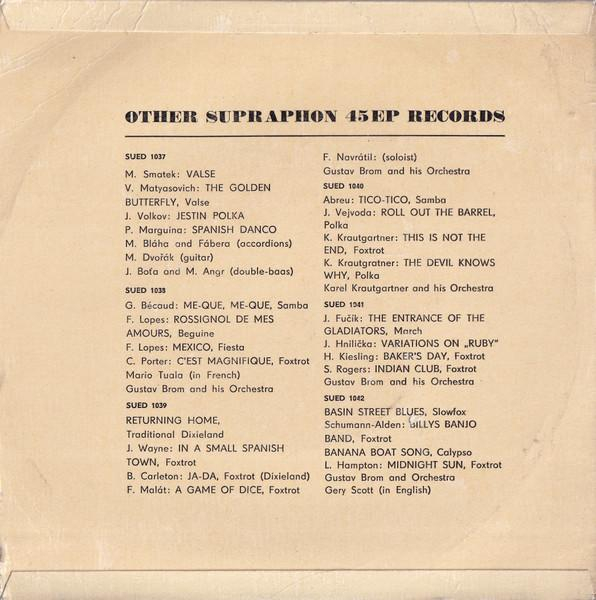 OTHER SUPRAPHON 45EP RECORDS
SUED 1037
M. Smatek: VALSE
V. Matyasovich: THE GOLDEN
BUTTERFLY, Valse
J. Volkov: JESTIN POLKA
P. Marguina: SPANISH DANCO
M. Bláha and Fábera (accordions)
M. Dvořák (guitar)
J. Boťa and M. Angr (double-baas)
SUED 1038
G. Bécaud: ME-QUE, ME-QUE, Samba
F. Lopes: ROSSIGNOL DE MES
AMOURS, Beguine
F. Lopes: MEXICO, Fiesta
C. Porter: C'EST MAGNIFIQUE, Foxtrot
Mario Tuala (in French)
Gustav Brom and his Orchestra
SUED 1039
RETURNING HOME,
Traditional Dixieland
J. Wayne: IN A SMALL SPANISH
TOWN, Foxtrot
B. Carleton: JA-DA, Foxtrot (Dixieland)
F. Malát: A GAME OF DICE, Foxtrot
F. Navrátil: (soloist)
Gustav Brom and his Orchestra
SUED 1040
Abreu: TICO-TICO, Samba
J. Vejvoda: ROLL OUT THE BARREL,
Polka
K. Krautgartner: THIS IS NOT THE
END, Foxtrot
K. Krautgratner: THE DEVIL KNOWS
WHY, Polka
Karel Krautgartner and his Orchestra
SUED 1041
J. Fučík: THE ENTRANCE OF THE
GLADIATORS, March
J. Hnilička: VARIATIONS ON „RUBY"
H. Kiesling: BAKER'S DAY, Foxtrot
S. Rogers: INDIAN CLUB, Foxtrot
Gustav Brom and his Orchestra
SUED 1042
BASIN STREET BLUES, Slowfox
Schumann-Alden: BILLYS BANJO
BAND, Foxtrot
BANANA BOAT SONG, Calypso
L. Hampton: MIDNIGHT SUN, Foxtrot
Gustav Brom and Orchestra
Gery Scott (in English)